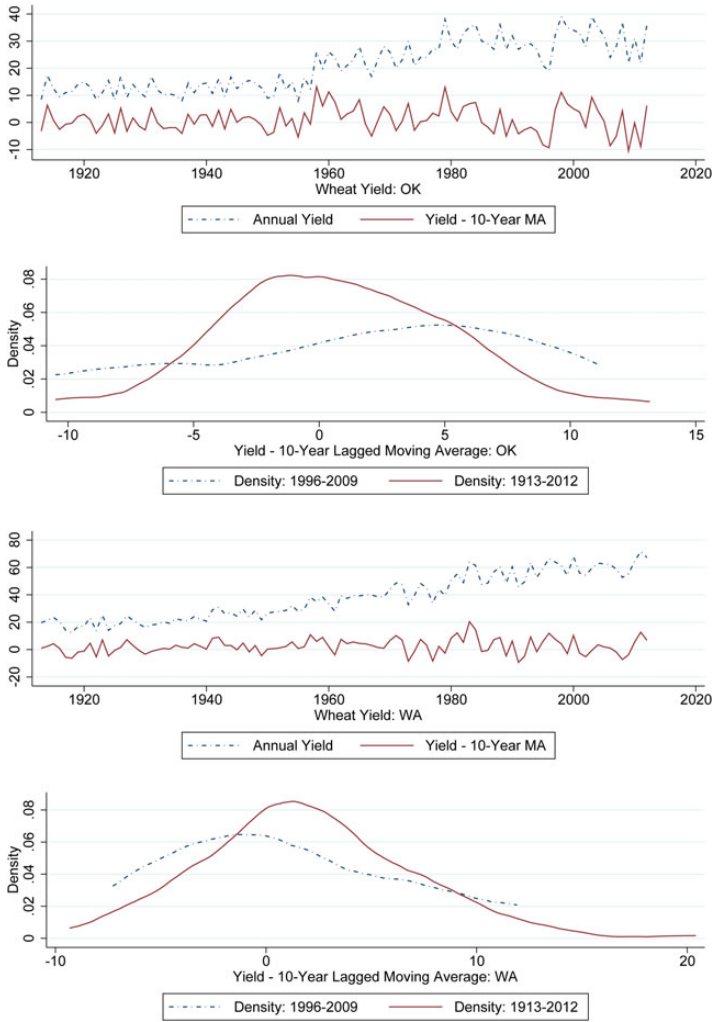 40
30
20
10
0
-10
1920 1940 1960 1980 2000 2020
Wheat Yield: OK
Annual Yield Yield - 10-Year MA
Density
.08
.06
.04
.02
0
-10 -5 0 5 10 15
Yield - 10-Year Lagged Moving Average: OK
Density: 1996-2009 Density: 1913-2012
80
60
40
20
0
-20
1920 1940 1960 1980 2000 2020
Wheat Yield: WA
Annual Yield Yield - 10-Year MA
Density
.08
.06
.04
.02
0
-10 0 10 20
Yield - 10-Year Lagged Moving Average: WA
Density: 1996-2009 Density: 1913-2012